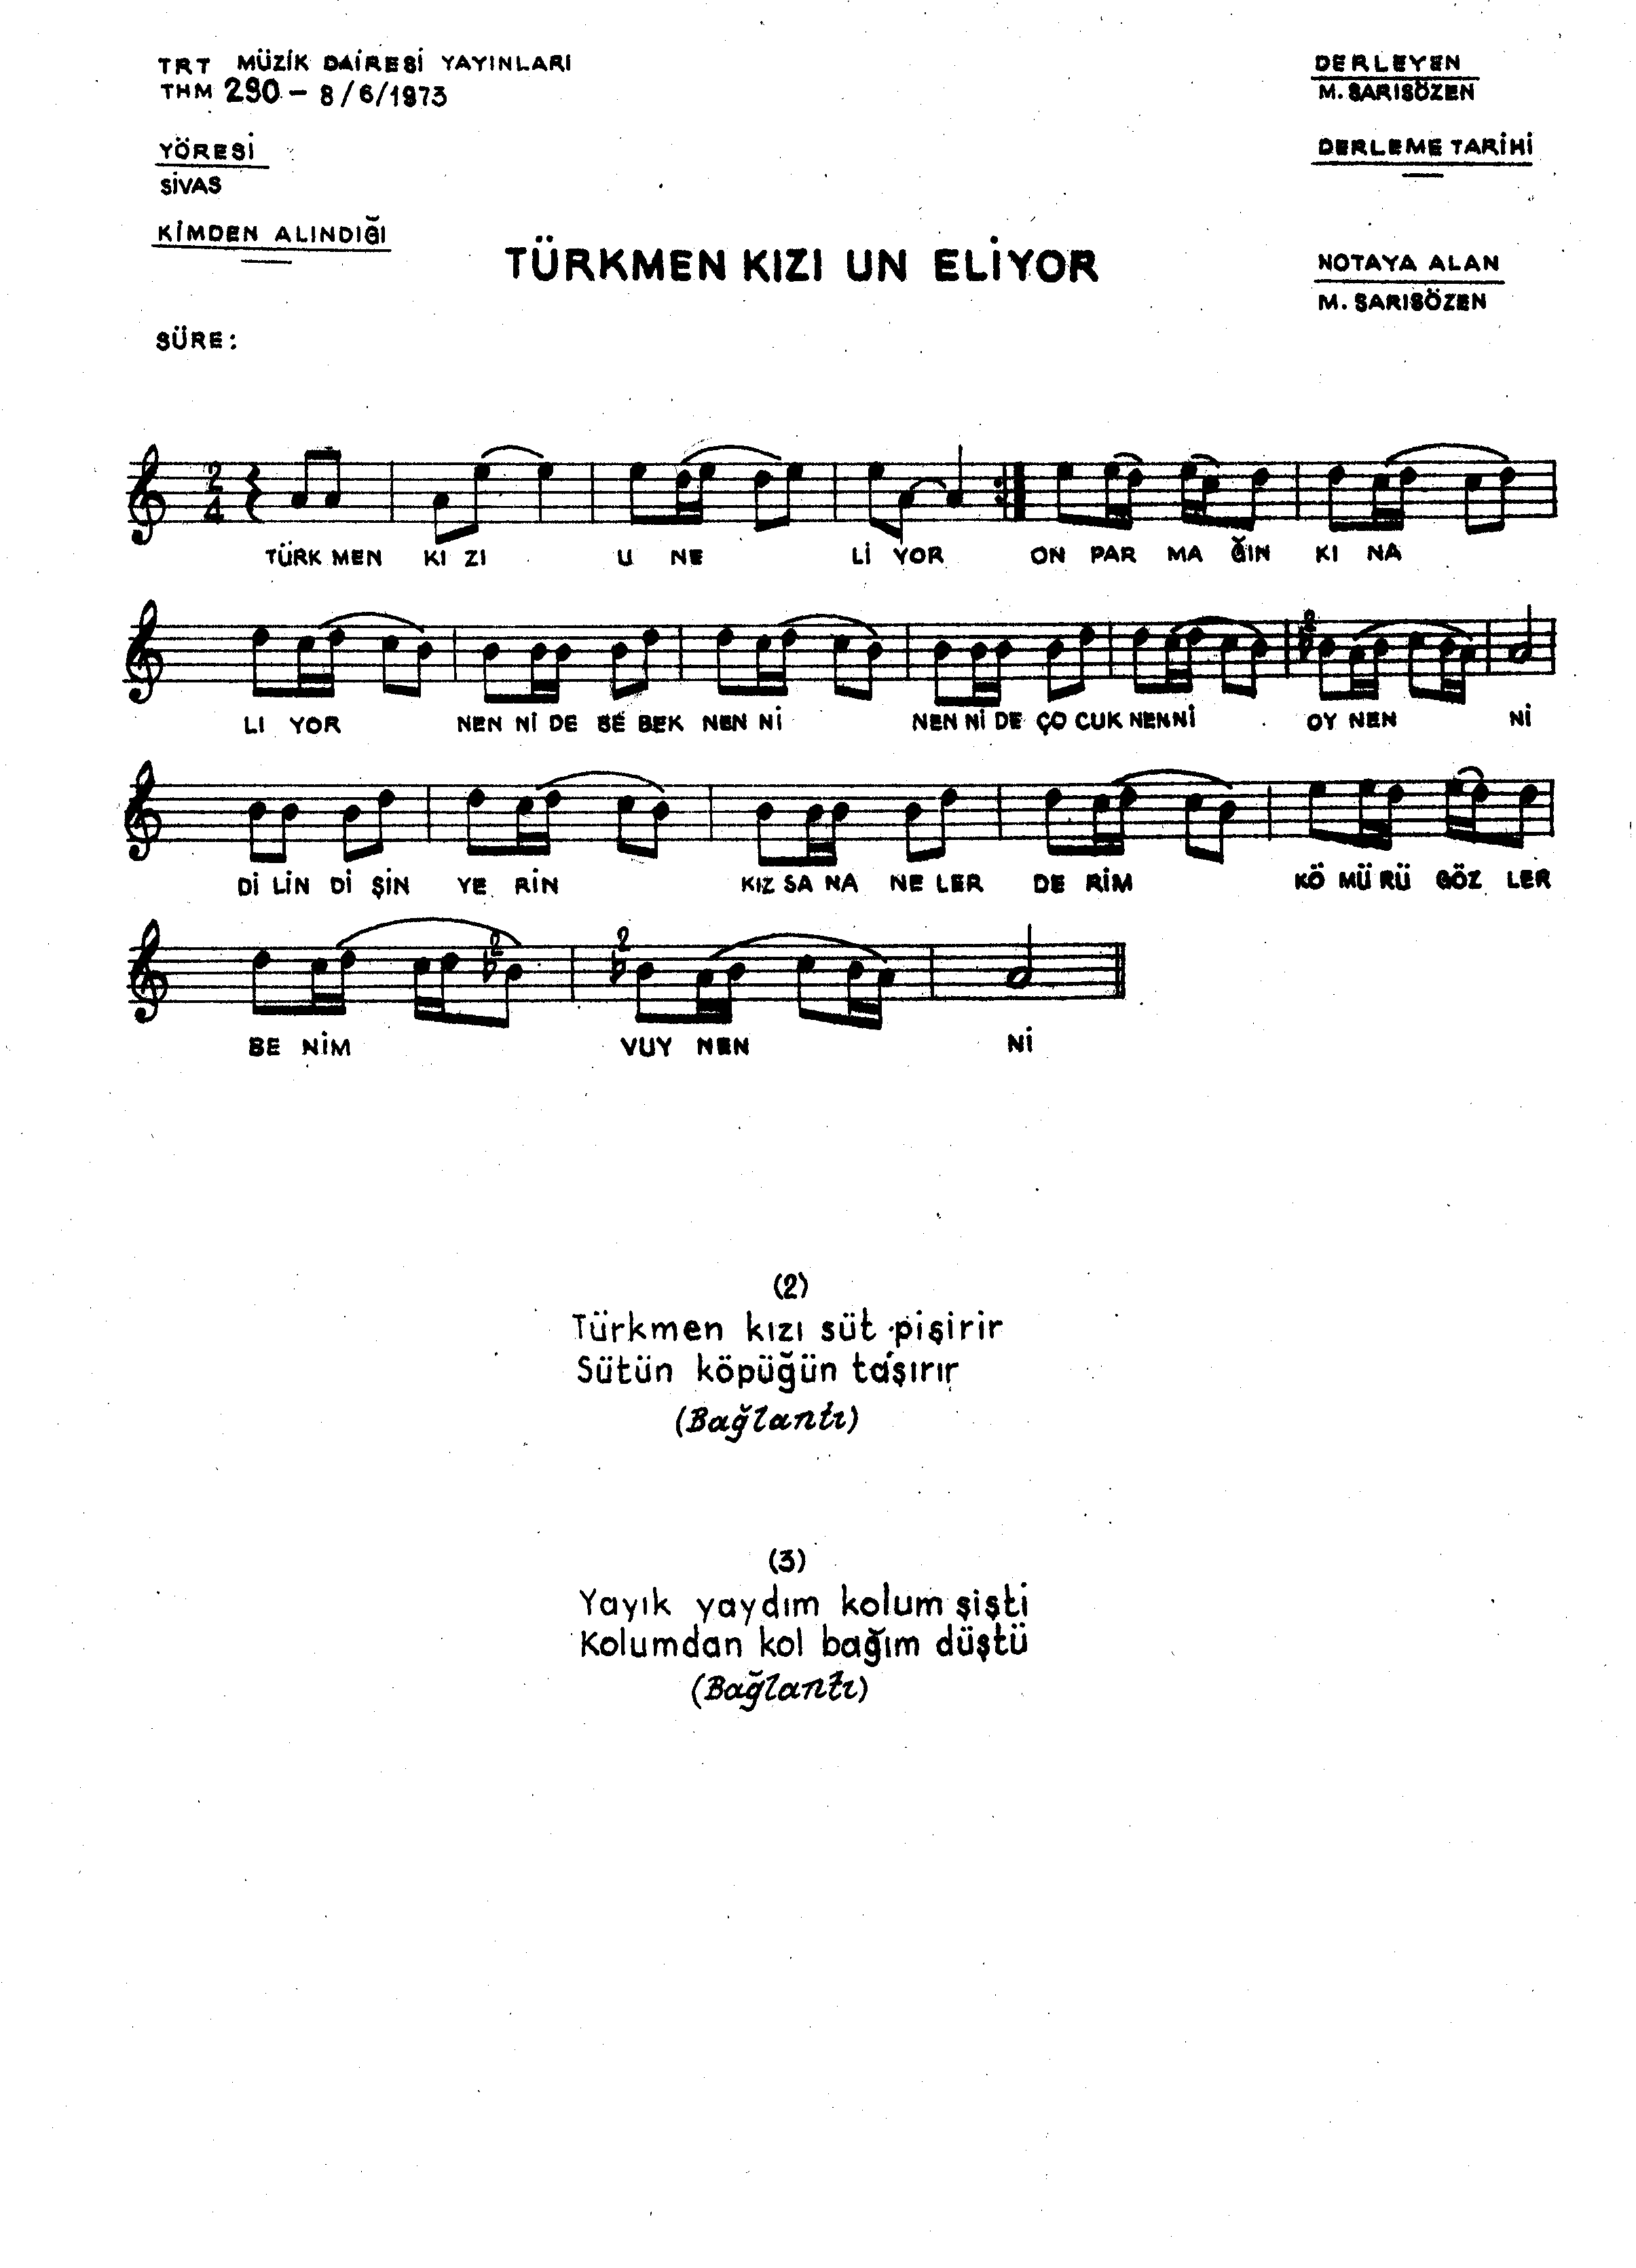 TRT MÜZİK DAİRESİ YAYINLARI
THM 290 - 8/6/1973
YÖRESİ
SİVAS
KİMDEN ALINDIĞI
DERLEYEN
M. SARISÖZEN
DERLEME TARİHİ
NOTAYA ALAN
M. SARISÖZEN
TÜRKMEN KIZI UN ELİYOR
SÜRE:
TÜRK MEN KI ZI U NE Lİ YOR ON PAR MA ĞIN KI NA
LI YOR NEN Nİ DE BE BEK NEN Nİ NEN Nİ DE ÇO CUK NEN Nİ OY NEN Nİ
Dİ LİN Dİ ŞİN YE RİN KIZ SA NA NE LER DE RİM KÖ MÜ RÜ GÖZ LER
BE NİM VUY NEN Nİ
(2)
Türkmen kızı süt pişirir
Sütün köpüğün taşırır
(Bağlantı)
(3)
Yayık yaydım kolum şişti
Kolumdan kol bağım düştü
(Bağlantı)